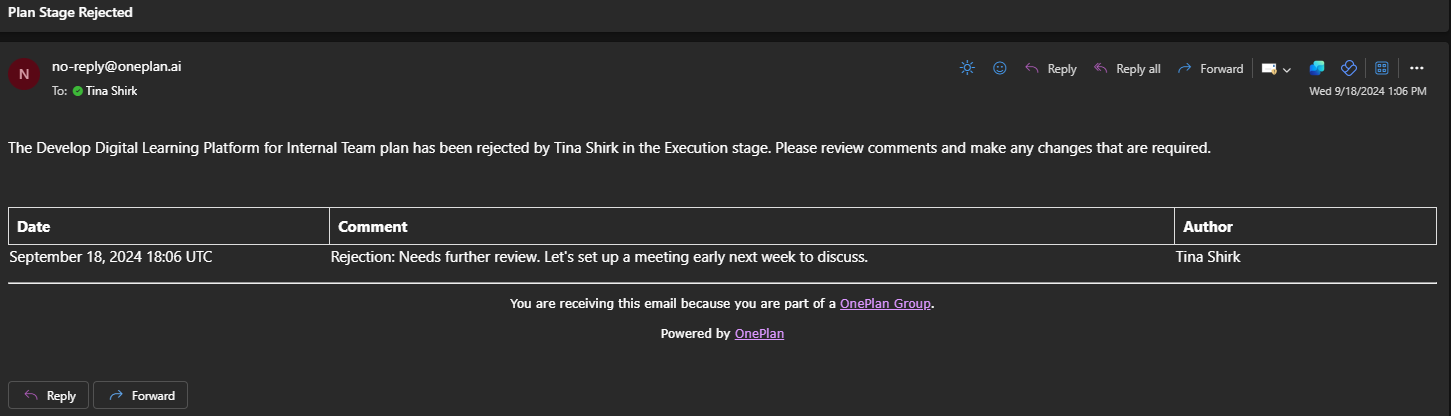 Plan Stage Rejected
N
no-reply@oneplan.ai
To: Tina Shirk
Reply
Reply all
Forward
Wed 9/18/2024 1:06 PM
The Develop Digital Learning Platform for Internal Team plan has been rejected by Tina Shirk in the Execution stage. Please review comments and make any changes that are required.
Date Comment Author
September 18, 2024 18:06 UTC Rejection: Needs further review. Let's set up a meeting early next week to discuss. Tina Shirk
You are receiving this email because you are part of a OnePlan Group.
Powered by OnePlan
Reply Forward